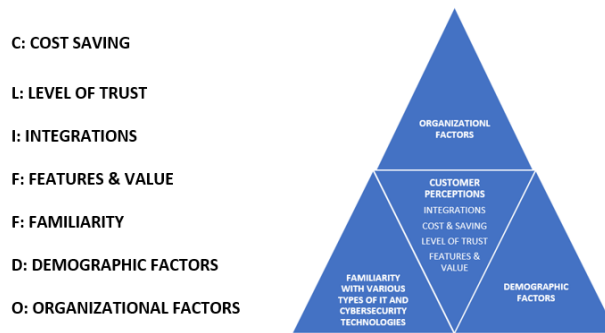 C: COST SAVING
L: LEVEL OF TRUST
I: INTEGRATIONS
F: FEATURES & VALUE
F: FAMILIARITY
D: DEMOGRAPHIC FACTORS
O: ORGANIZATIONAL FACTORS
ORGANIZATIONL
FACTORS
CUSTOMER
PERCEPTIONS
INTEGRATIONS
COST & SAVING
LEVEL OF TRUST
FEATURES &
VALUE
FAMILIARITY
WITH VARIOUS
TYPES OF IT AND
CYBERSECURITY
TECHNOLOGIES
DEMOGRAPHIC
FACTORS